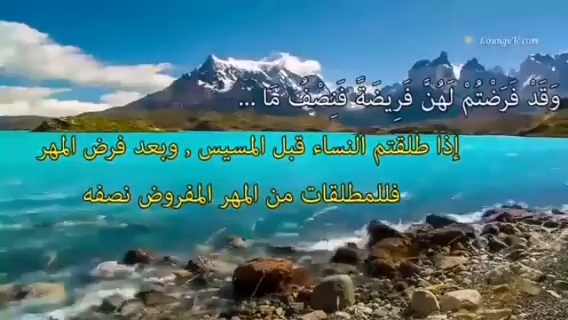 LoungeV.com
وَقَدْ فَرَضْتُمْ لَهُنَّ فَرِيضَةً فَنِصْفُ مَّا ...
إذا طلقتم النساء قبل المسيس , وبعد فرض المهر
فللمطلقات من المهر المفروض نصفه